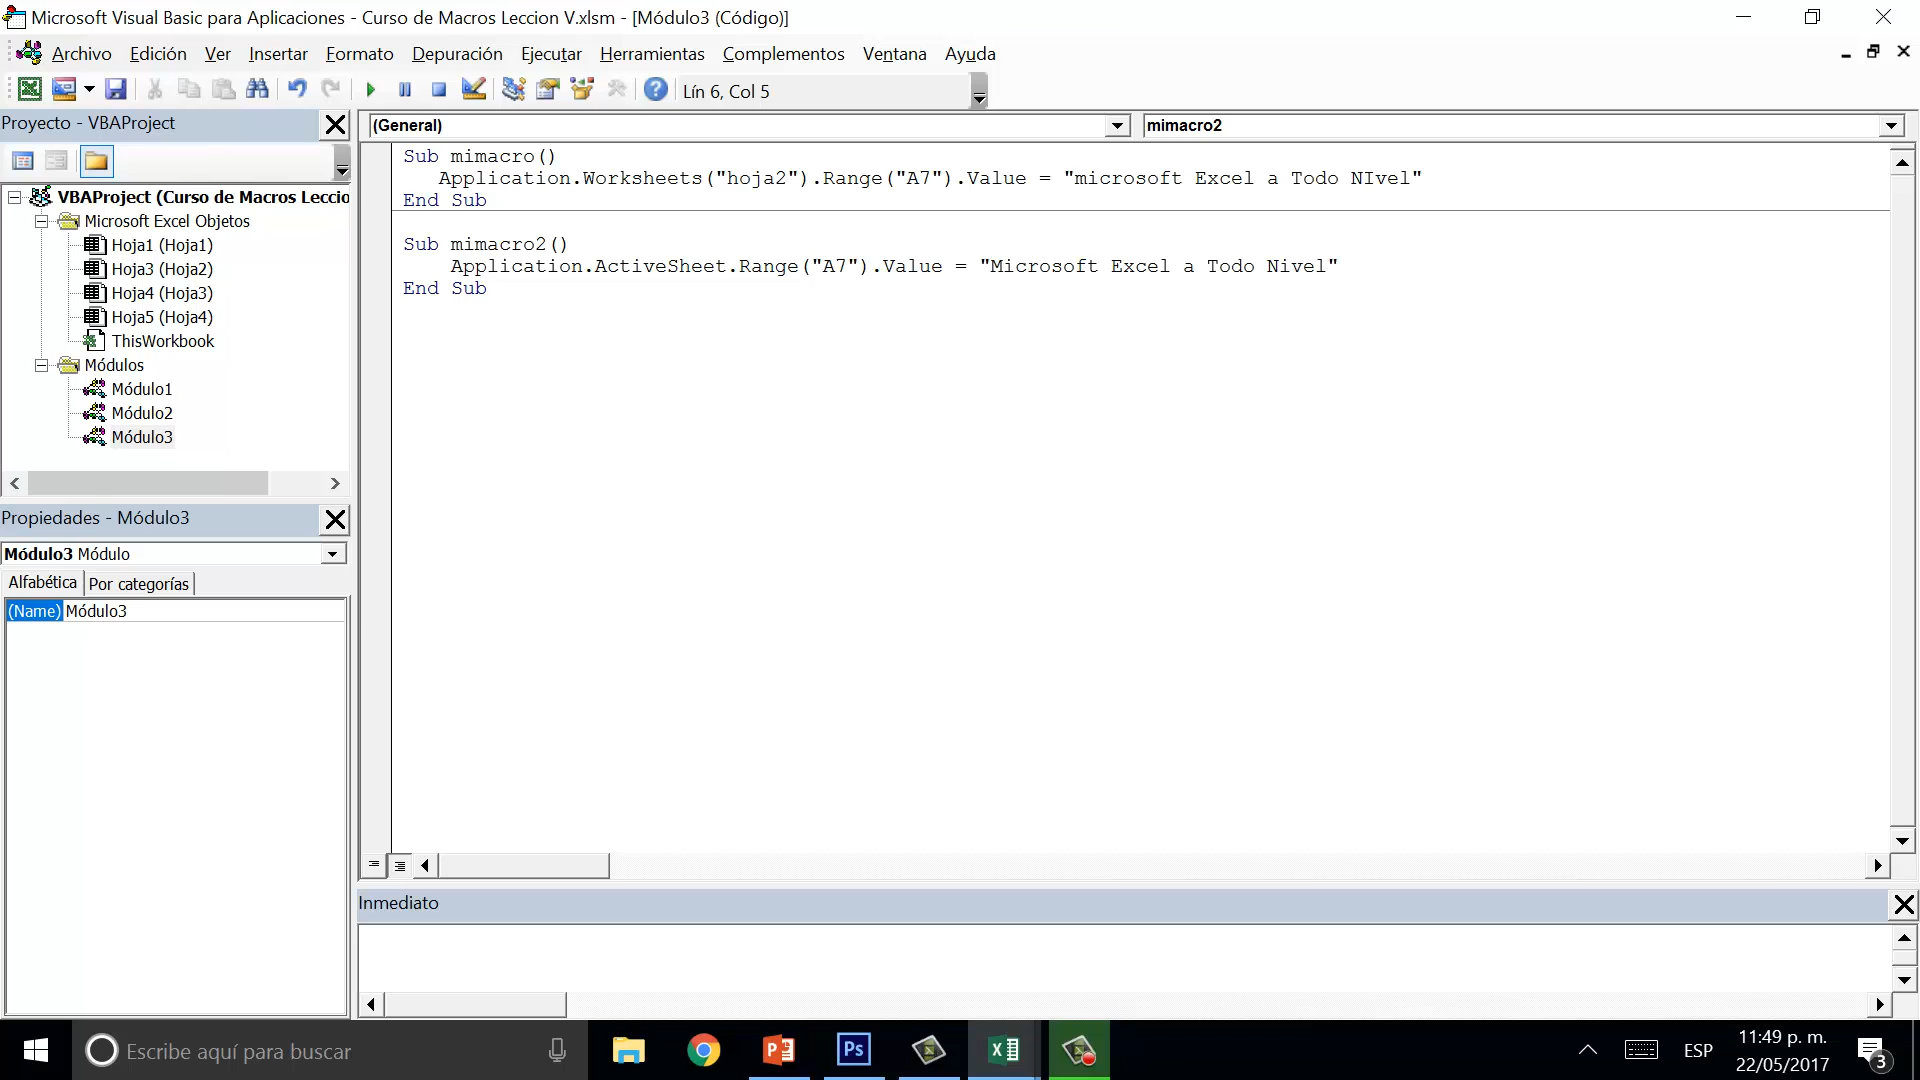 Microsoft Visual Basic para Aplicaciones - Curso de Macros Leccion V.xlsm - [Módulo3 (Código)]
Archivo Edición Ver Insertar Formato Depuración Ejecutar Herramientas Complementos Ventana Ayuda
Lín 6, Col 5
Proyecto - VBAProject
(General)
mimacro2
VBAProject (Curso de Macros Leccio
Microsoft Excel Objetos
Hoja1 (Hoja1)
Hoja3 (Hoja2)
Hoja4 (Hoja3)
Hoja5 (Hoja4)
ThisWorkbook
Módulos
Módulo1
Módulo2
Módulo3
Sub mimacro()
Application.Worksheets("hoja2").Range("A7").Value = "microsoft Excel a Todo NIvel"
End Sub
Sub mimacro2()
Application.ActiveSheet.Range("A7").Value = "Microsoft Excel a Todo Nivel"
End Sub
Propiedades - Módulo3
Módulo3 Módulo
Alfabética Por categorías
(Name) Módulo3
Inmediato
Escribe aquí para buscar
Ps
ESP
11:49 p. m.
22/05/2017
3